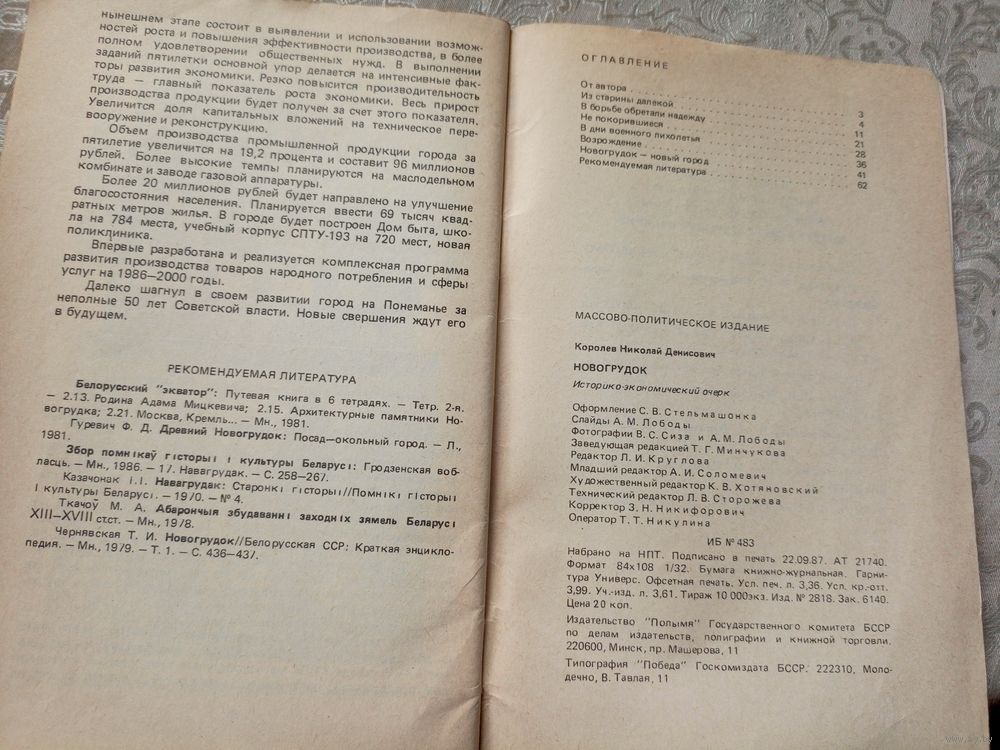 нынешнем этапе состоит в выявлении и использовании возмож-
ностей роста и повышения эффективности производства, в более
полном удовлетворении общественных нужд. В выполнении
заданий пятилетки основной упор делается на интенсивные фак-
торы развития экономики. Резко повысится производительность
труда — главный показатель роста экономики. Весь прирост
производства продукции будет получен за счет этого показателя.
Увеличится доля капитальных вложений на техническое пере-
вооружение и реконструкцию.
Объем производства промышленной продукции города за
пятилетие увеличится на 19,2 процента и составит 96 миллионов
рублей. Более высокие темпы планируются на маслодельном
комбинате и заводе газовой аппаратуры.
Более 20 миллионов рублей будет направлено на улучшение
благосостояния населения. Планируется ввести 69 тысяч квад-
ратных метров жилья. В городе будет построен Дом быта, шко-
ла на 784 места, учебный корпус СПТУ-193 на 720 мест, новая
поликлиника.
Впервые разработана и реализуется комплексная программа
развития производства товаров народного потребления и сферы
услуг на 1986—2000 годы.
Далеко шагнул в своем развитии город на Понеманье за
неполные 50 лет Советской власти. Новые свершения ждут его
в будущем.
РЕКОМЕНДУЕМАЯ ЛИТЕРАТУРА
Белорусский "экватор": Путевая книга в 6 тетрадях. — Тетр. 2-я.
— 2.13. Родина Адама Мицкевича; 2.15. Архитектурные памятники Но-
вогрудка; 2.21. Москва, Кремль... — Мн., 1981.
Гуревич Ф. Д. Древний Новогрудок: Посад—окольный город. — Л.,
1981.
Збор помнікаў гісторыі і культуры Беларусі: Гродзенская воб-
ласць. — Мн., 1986. — 17. Навагрудак. — С. 258—267.
Казачонак І.І. Навагрудак: Старонкі гісторыі//Помнікі гісторыі
і культуры Беларусі. — 1970. — № 4.
Ткачоў М. А. Абарончыя збудаванні заходніх зямель Беларусі
XIII—XVIII ст.ст. — Мн., 1978.
Чернявская Т. И. Новогрудок//Белорусская ССР: Краткая энцикло-
педия. — Мн., 1979. — Т. 1. — С. 436—437.
ОГЛАВЛЕНИЕ
От автора . . . 3
Из старины далекой . . . 4
В борьбе обретали надежду . . . 11
Не покорившиеся . . . 21
В дни военного лихолетья . . . 28
Возрождение . . . 36
Новогрудок — новый город . . . 41
Рекомендуемая литература . . . 62
МАССОВО-ПОЛИТИЧЕСКОЕ ИЗДАНИЕ
Королев Николай Денисович
НОВОГРУДОК
Историко-экономический очерк
Оформление С. В. Стельмашонка
Слайды А. М. Лободы
Фотографии В. С. Сиза и А. М. Лободы
Заведующая редакцией Т. Г. Минчукова
Редактор Л. И. Круглова
Младший редактор А. И. Соломевич
Художественный редактор К. В. Хотяновский
Технический редактор Л. В. Сторожева
Корректор З. Н. Никифорович
Оператор Т. Т. Никулина
ИБ № 483
Набрано на НПТ. Подписано в печать 22.09.87. АТ 21740.
Формат 84x108 1/32. Бумага книжно-журнальная. Гарни-
тура Универс. Офсетная печать. Усл. печ. л. 3,36. Усл. кр.-отт.
3,99. Уч.-изд. л. 3,61. Тираж 10 000экз. Изд. № 2818. Зак. 6140.
Цена 20 коп.
Издательство "Полымя" Государственного комитета БССР
по делам издательств, полиграфии и книжной торговли.
220600, Минск, пр. Машерова, 11
Типография "Победа" Госкомиздата БССР. 222310, Моло-
дечно, В. Тавлая, 11